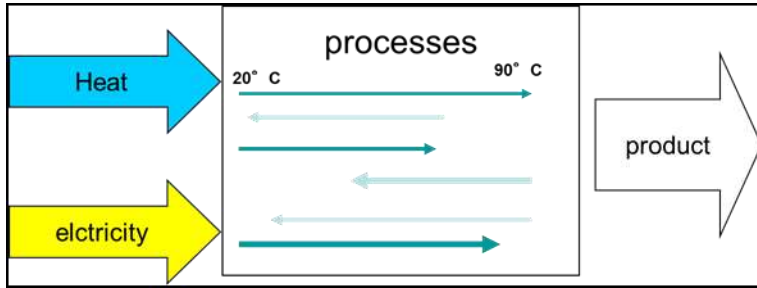 processes
20° C
90° C
Heat
product
elctricity